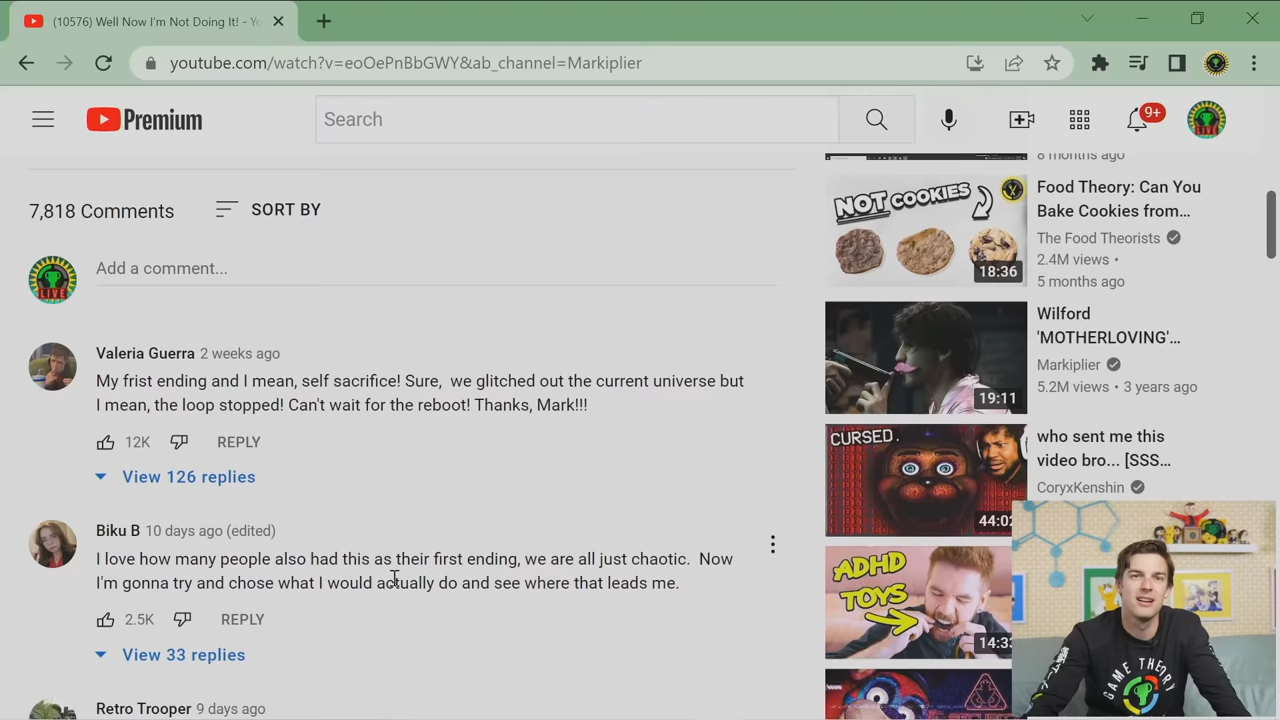 (10576) Well Now I'm Not Doing It! - Yo
youtube.com/watch?v=eoOePnBbGWY&ab_channel=Markiplier
Premium
Search
9+
LIVE
7,818 Comments
SORT BY
LIVE
Add a comment...
Valeria Guerra 2 weeks ago
My frist ending and I mean, self sacrifice! Sure, we glitched out the current universe but
I mean, the loop stopped! Can't wait for the reboot! Thanks, Mark!!!
12K
REPLY
View 126 replies
Biku B 10 days ago (edited)
I love how many people also had this as their first ending, we are all just chaotic. Now
I'm gonna try and chose what I would actually do and see where that leads me.
2.5K
REPLY
View 33 replies
Retro Trooper 9 days ago
8 months ago
NOT COOKIES
18:36
Food Theory: Can You
Bake Cookies from...
The Food Theorists
2.4M views •
5 months ago
19:11
Wilford
'MOTHERLOVING'...
Markiplier
5.2M views • 3 years ago
CURSED.
44:02
who sent me this
video bro... [SSS...
CoryxKenshin
ADHD
TOYS
14:33
GAME THEORY